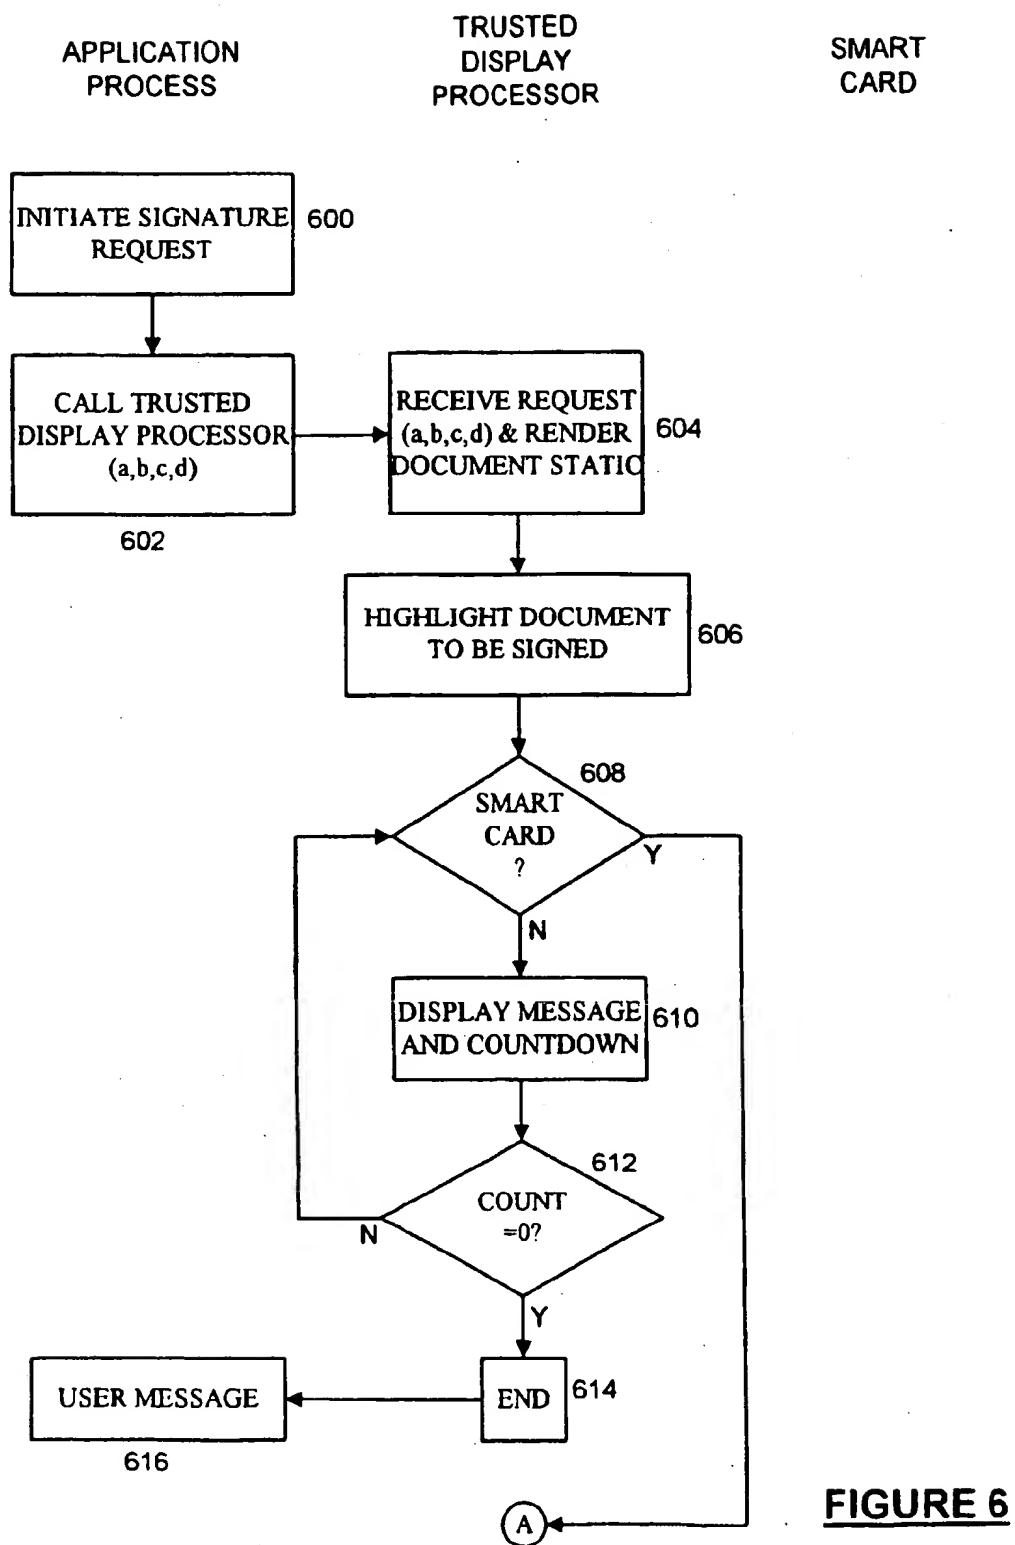 APPLICATION
PROCESS
TRUSTED
DISPLAY
PROCESSOR
SMART
CARD
INITIATE SIGNATURE
REQUEST
600
CALL TRUSTED
DISPLAY PROCESSOR
(a,b,c,d)
602
RECEIVE REQUEST
(a,b,c,d) & RENDER
DOCUMENT STATIC
604
HIGHLIGHT DOCUMENT
TO BE SIGNED
606
608
SMART
CARD
?
Y
N
DISPLAY MESSAGE
AND COUNTDOWN
610
612
COUNT
=0?
N
Y
USER MESSAGE
616
END
614
A
FIGURE 6